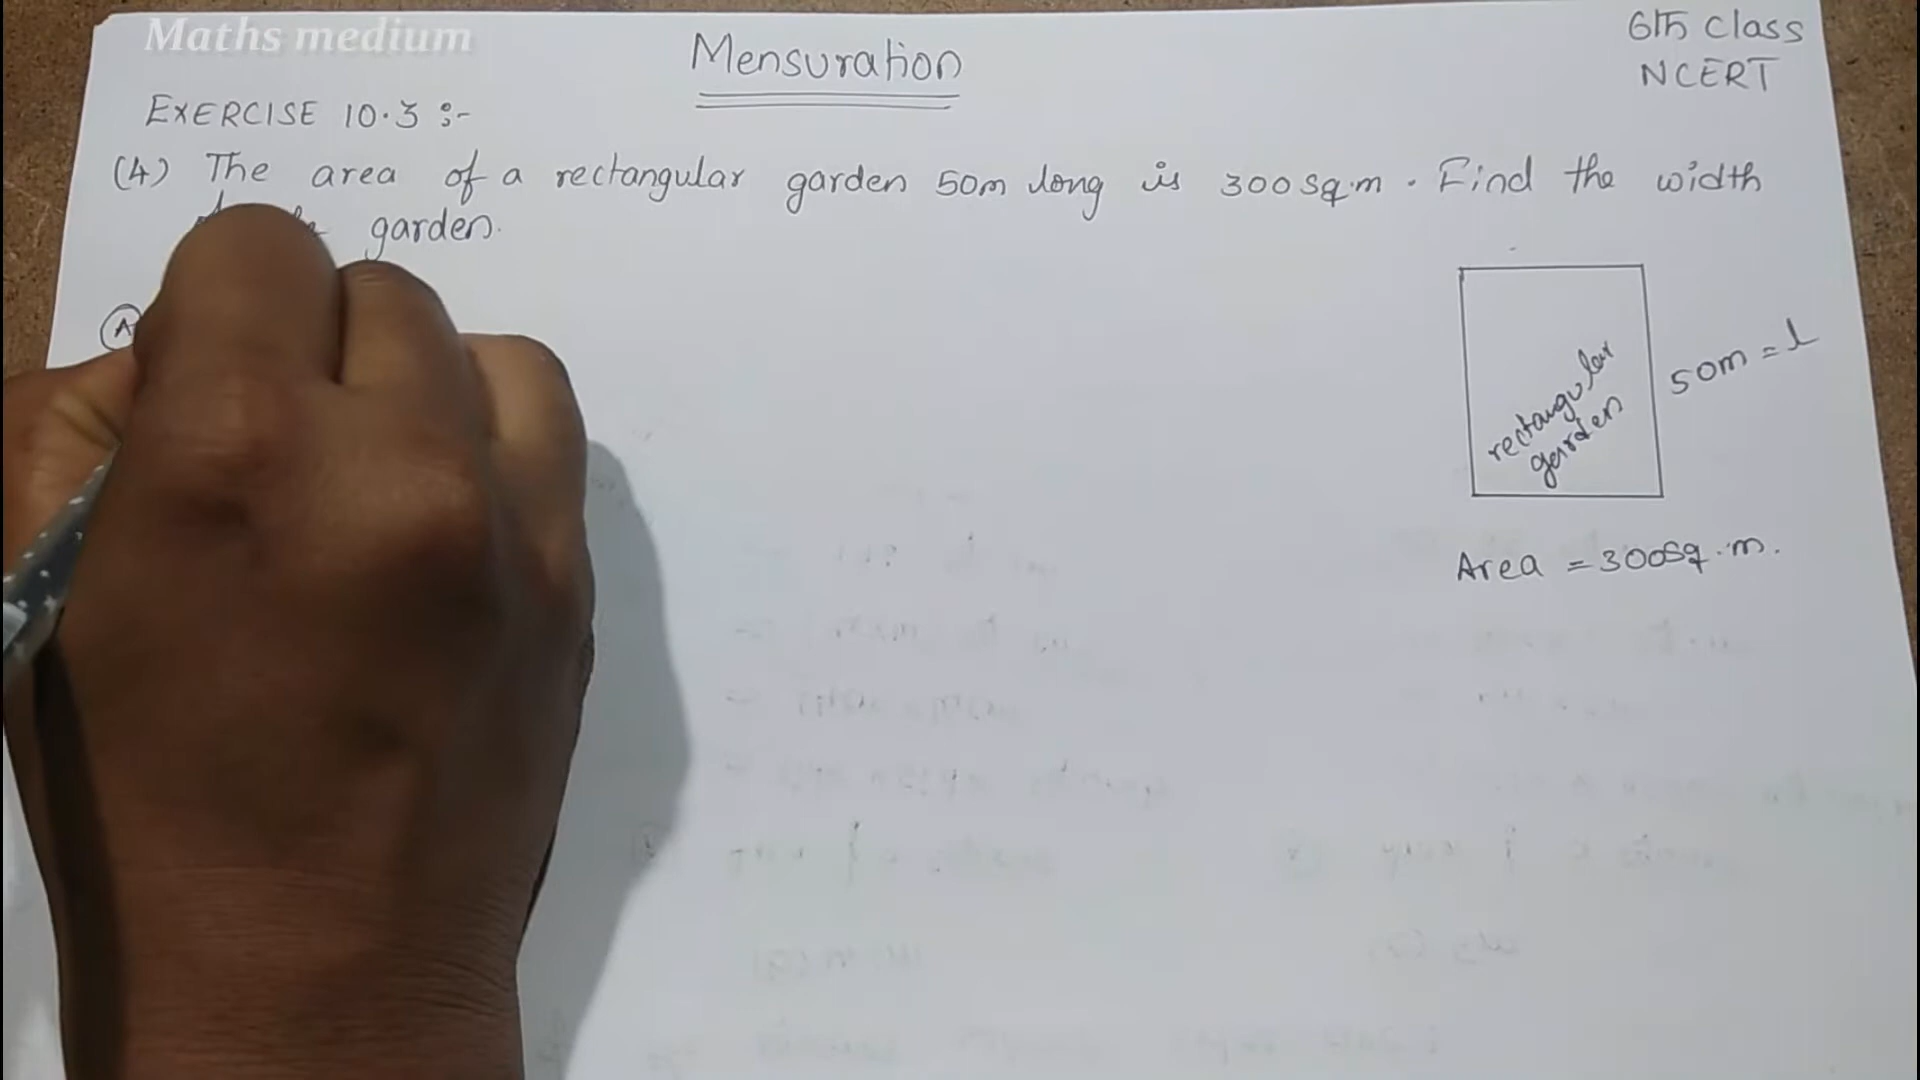 Maths medium
Mensuration
6th Class
NCERT
EXERCISE 10.3 :-
(4) The area of a rectangular garden 50m long is 300 sq.m. Find the width
garden.
A
rectangular
garden
50m = l
Area = 300sq.m.